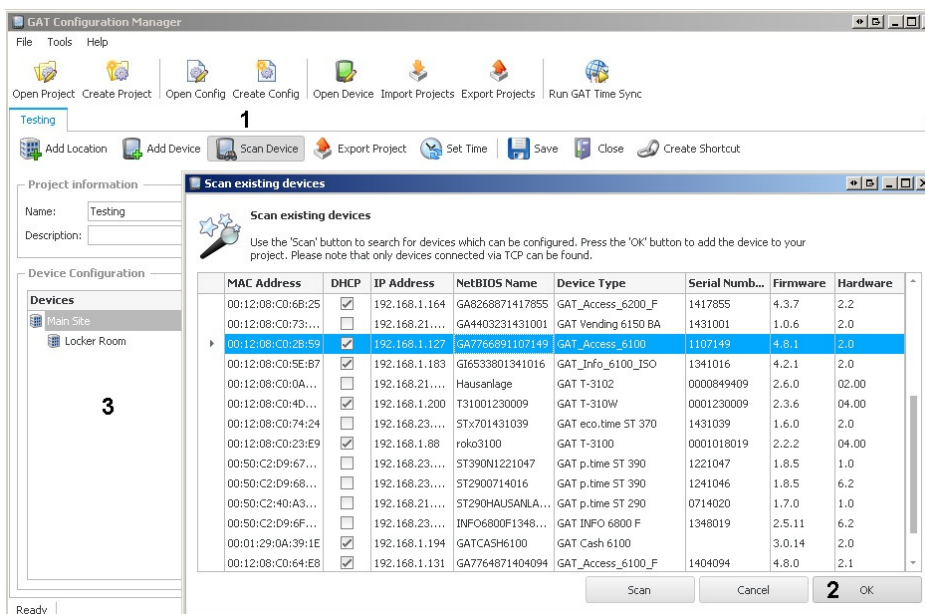 GAT Configuration Manager
File Tools Help
Open Project Create Project Open Config Create Config Open Device Import Projects Export Projects Run GAT Time Sync
Testing
1
Add Location Add Device Scan Device Export Project Set Time Save Close Create Shortcut
Project information
Name: Testing
Description:
Device Configuration
Devices
Main Site
Locker Room
3
Scan existing devices
Scan existing devices
Use the 'Scan' button to search for devices which can be configured. Press the 'OK' button to add the device to your
project. Please note that only devices connected via TCP can be found.
MAC Address DHCP IP Address NetBIOS Name Device Type Serial Numb... Firmware Hardware
00:12:08:C0:6B:25 192.168.1.164 GA8268871417855 GAT_Access_6200_F 1417855 4.3.7 2.2
00:12:08:C0:73:... 192.168.21.... GA4403231431001 GAT Vending 6150 BA 1431001 1.0.6 2.0
00:12:08:C0:2B:59 192.168.1.127 GA7766891107149 GAT_Access_6100 1107149 4.8.1 2.0
00:12:08:C0:5E:B7 192.168.1.183 GI6533801341016 GAT_Info_6100_ISO 1341016 4.2.1 2.0
00:12:08:C0:0A... 192.168.21.... Hausanlage GAT T-3102 0000849409 2.6.0 02.00
00:12:08:C0:4D... 192.168.1.200 T31001230009 GAT T-310W 0001230009 2.3.6 04.00
00:12:08:C0:74:24 192.168.23.... STx701431039 GAT eco.time ST 370 1431039 1.6.0 2.0
00:12:08:C0:23:E9 192.168.1.88 roko3100 GAT T-3100 0001018019 2.2.2 04.00
00:50:C2:D9:67... 192.168.23.... ST390N1221047 GAT p.time ST 390 1221047 1.8.5 1.0
00:50:C2:D9:68... 192.168.23.... ST2900714016 GAT p.time ST 390 1241046 1.8.5 6.2
00:50:C2:40:A3... 192.168.21.... ST290HAUSANLA... GAT p.time ST 290 0714020 1.7.0 1.0
00:50:C2:D9:6F... 192.168.23.... INFO6800F1348... GAT INFO 6800 F 1348019 2.5.11 6.2
00:01:29:0A:39:1E 192.168.1.194 GATCASH6100 GAT Cash 6100 3.0.14 2.0
00:12:08:C0:64:E8 192.168.1.131 GA7764871404094 GAT_Access_6100_F 1404094 4.8.0 2.1
Scan Cancel 2 OK
Ready